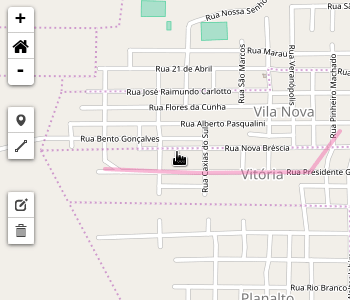 +
-
Rua Nossa Senho
Rua Marau
Rua 21 de Abril
Rua São Marcos
Rua Veranópolis
Rua Pinheiro Machado
Rua José Raimundo Carlotto
Rua Flores da Cunha
Vila Nova
Rua Alberto Pasqualini
Rua Bento Gonçalves
Rua Caxias do Sul
Rua Nova Bréscia
Vitória
Rua Presidente G
Rua Rio Branco
Planalto